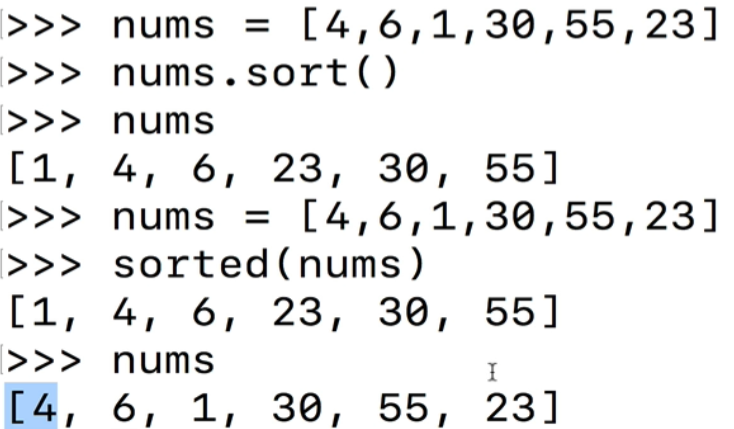 >>> nums = [4,6,1,30,55,23]
>>> nums.sort()
>>> nums
[1, 4, 6, 23, 30, 55]
>>> nums = [4,6,1,30,55,23]
>>> sorted(nums)
[1, 4, 6, 23, 30, 55]
>>> nums
[4, 6, 1, 30, 55, 23]